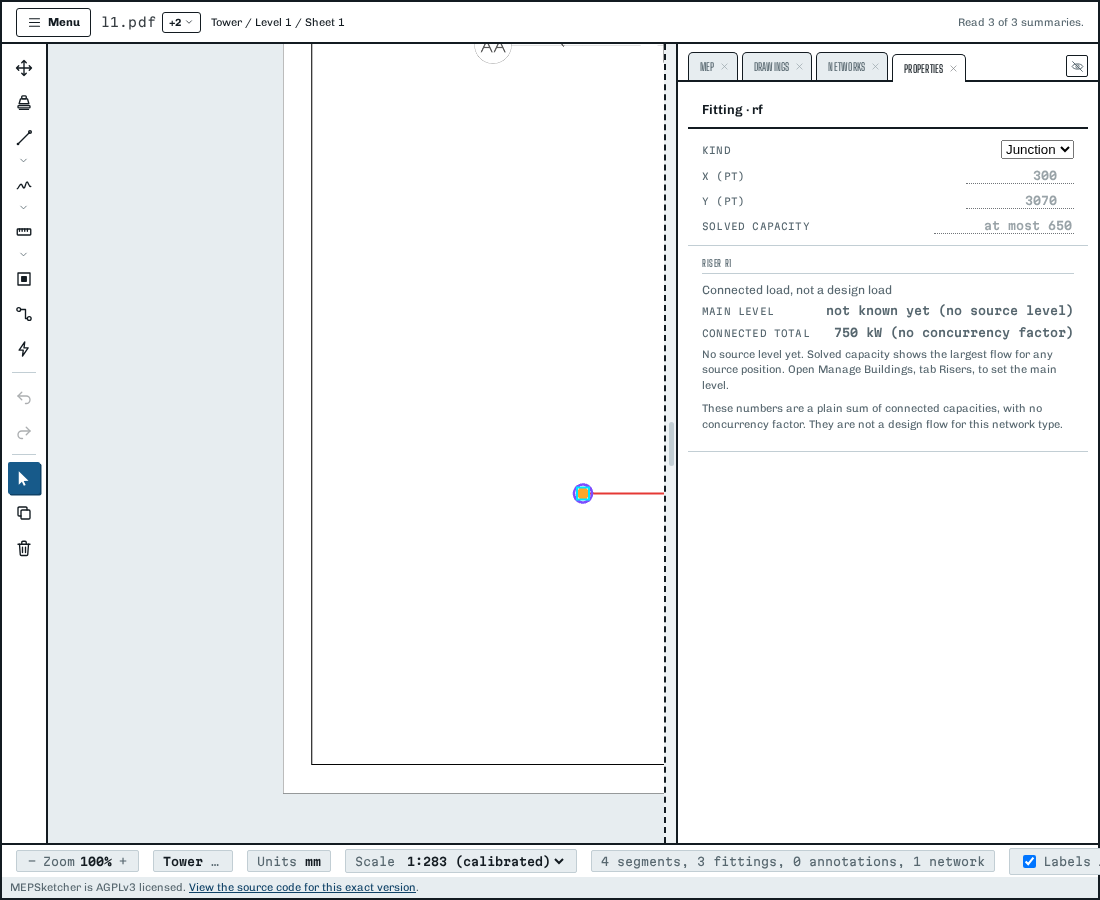 Menu
l1.pdf
+2
Tower / Level 1 / Sheet 1
Read 3 of 3 summaries.
AA
MEP
DRAWINGS
NETWORKS
PROPERTIES
Fitting · rf
KIND
Junction
X (PT)
300
Y (PT)
3070
SOLVED CAPACITY
at most 650
RISER R1
Connected load, not a design load
MAIN LEVEL
not known yet (no source level)
CONNECTED TOTAL
750 kW (no concurrency factor)
No source level yet. Solved capacity shows the largest flow for any
source position. Open Manage Buildings, tab Risers, to set the main
level.
These numbers are a plain sum of connected capacities, with no
concurrency factor. They are not a design flow for this network type.
− Zoom 100% +
Tower …
Units mm
Scale 1:283 (calibrated)
4 segments, 3 fittings, 0 annotations, 1 network
Labels
MEPSketcher is AGPLv3 licensed. View the source code for this exact version.